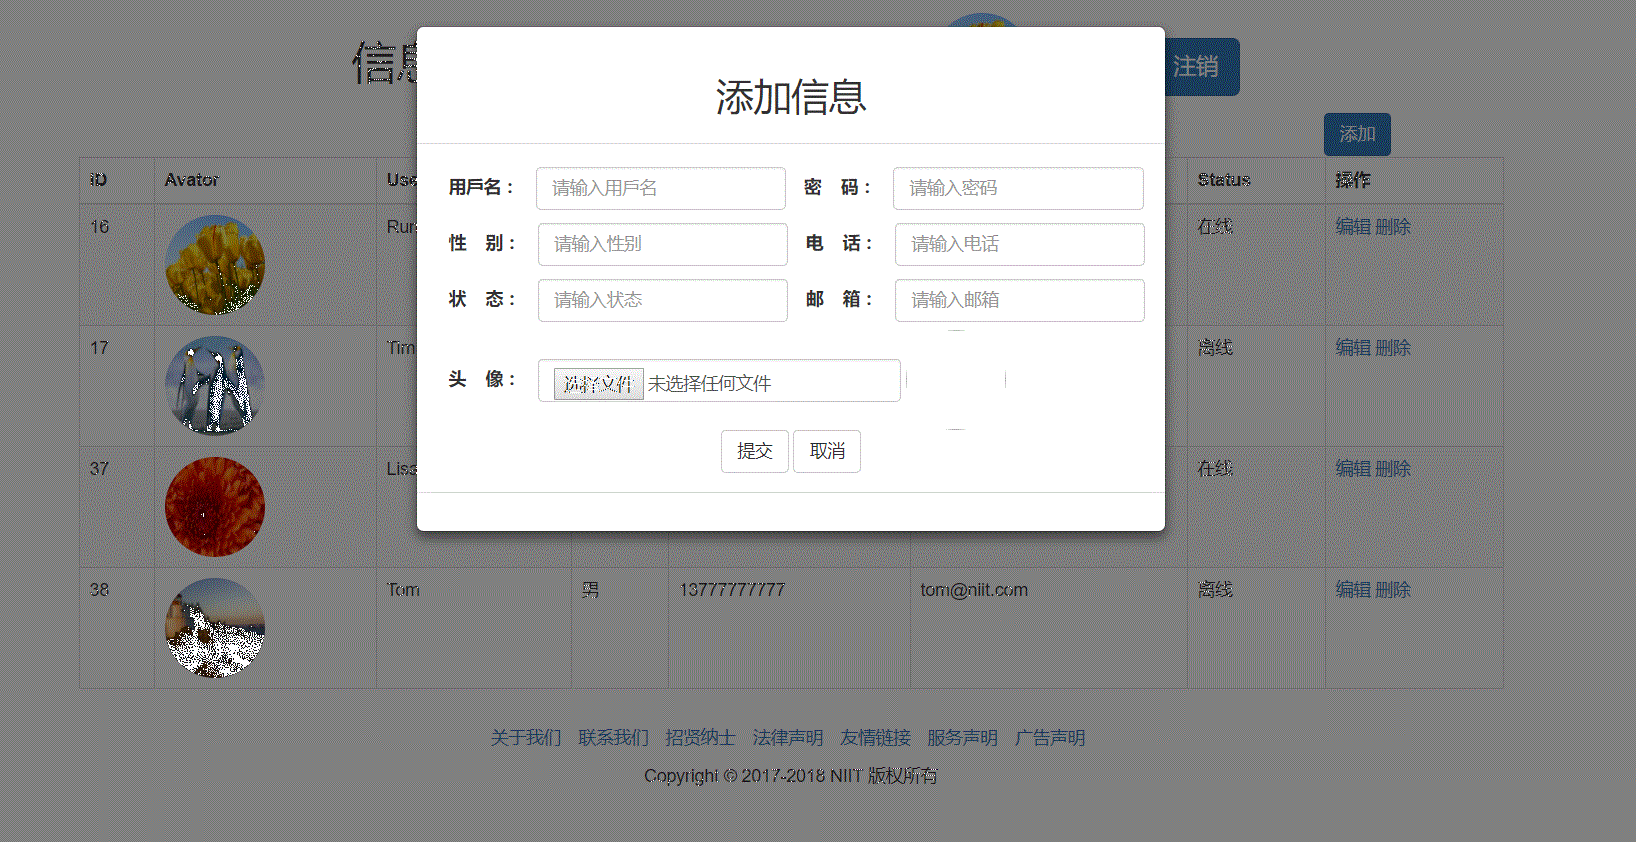 信息
注销
添加信息
添加
ID Avator Use Status 操作
用戶名： 请输入用戶名 密 码： 请输入密码
16 Run 在线 编辑 删除
性 别： 请输入性别 电 话： 请输入电话
状 态： 请输入状态 邮 箱： 请输入邮箱
17 Tim 离线 编辑 删除
头 像： 选择文件 未选择任何文件
提交 取消
37 Liss 在线 编辑 删除
38 Tom 男 13777777777 tom@niit.com 离线 编辑 删除
关于我们 联系我们 招贤纳士 法律声明 友情链接 服务声明 广告声明
Copyright © 2017-2018 NIIT 版权所有